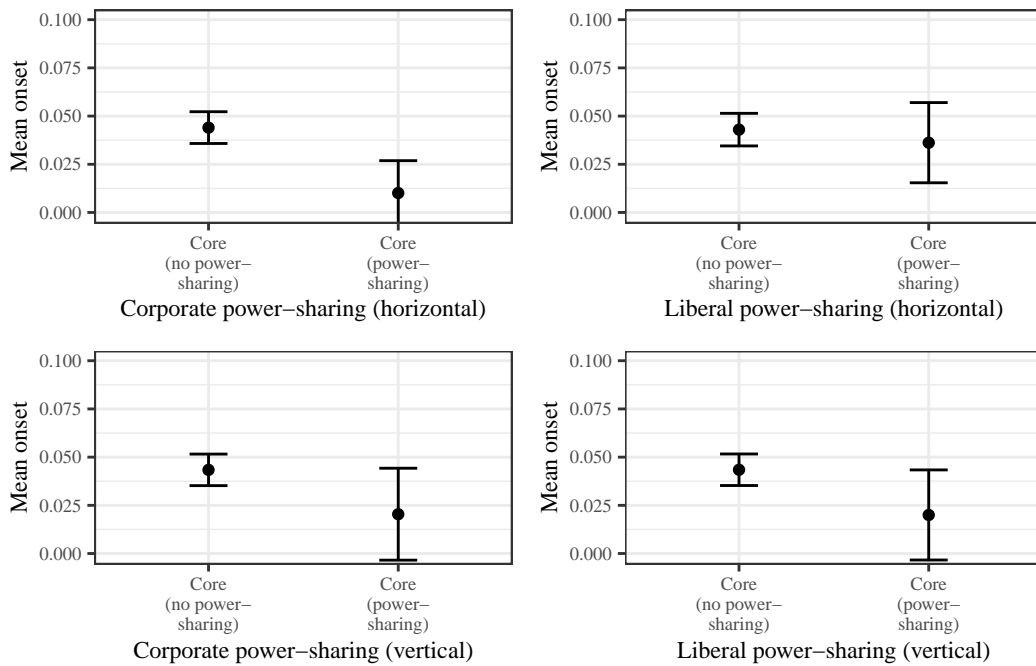 Mean onset
0.100
0.075
0.050
0.025
0.000
Core
(no power−
sharing)
Core
(power−
sharing)
Corporate power−sharing (horizontal)
Mean onset
0.100
0.075
0.050
0.025
0.000
Core
(no power−
sharing)
Core
(power−
sharing)
Liberal power−sharing (horizontal)
Mean onset
0.100
0.075
0.050
0.025
0.000
Core
(no power−
sharing)
Core
(power−
sharing)
Corporate power−sharing (vertical)
Mean onset
0.100
0.075
0.050
0.025
0.000
Core
(no power−
sharing)
Core
(power−
sharing)
Liberal power−sharing (vertical)